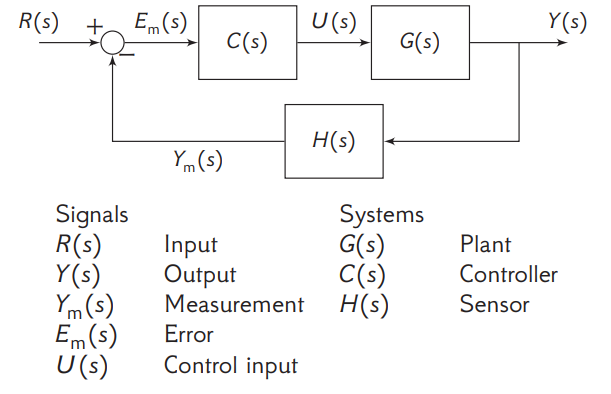 R(s) + E_m(s) C(s) U(s) G(s) Y(s)
−
H(s)
Y_m(s)
Signals Systems
R(s) Input G(s) Plant
Y(s) Output C(s) Controller
Y_m(s) Measurement H(s) Sensor
E_m(s) Error
U(s) Control input